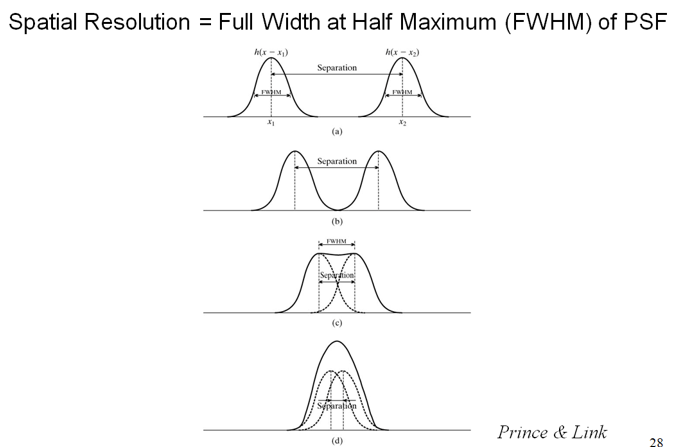 Spatial Resolution = Full Width at Half Maximum (FWHM) of PSF
h(x − x₁) h(x − x₂)
Separation
FWHM FWHM
x₁ x₂
(a)
Separation
(b)
FWHM
Separation
(c)
Separation
(d)
Prince & Link
28